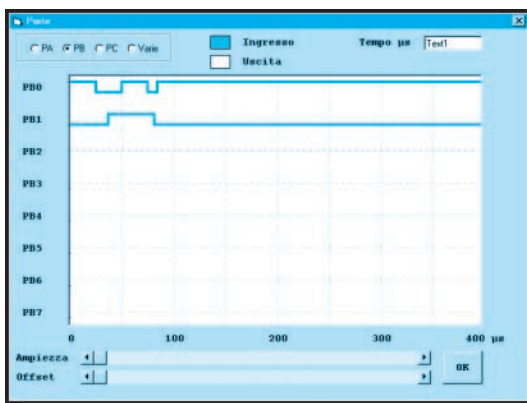 Porte
PA PB PC Varie
Ingresso
Uscita
Tempo µs Text1
PB0
PB1
PB2
PB3
PB4
PB5
PB6
PB7
0 100 200 300 400 µs
Ampiezza
Offset
OK